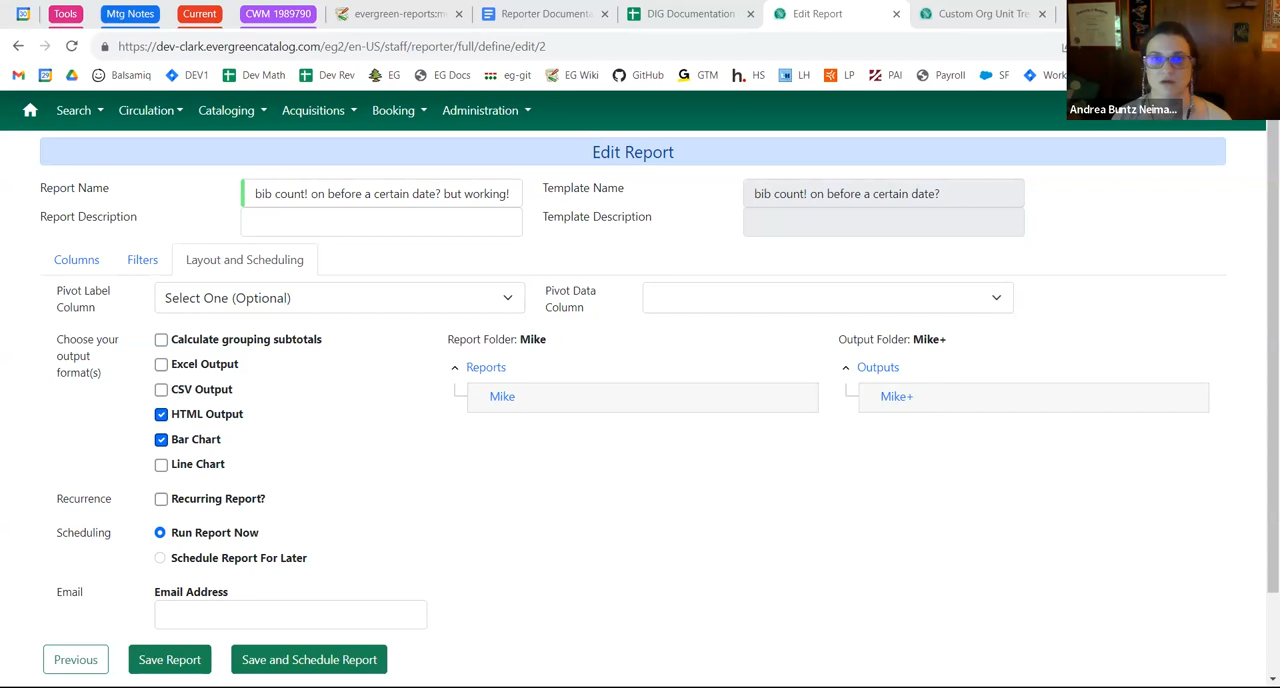 Tools Mtg Notes Current CWM 1989790 evergreen-reports:m Reporter Documenta DIG Documentation Edit Report Custom Org Unit Tre
https://dev-clark.evergreencatalog.com/eg2/en-US/staff/reporter/full/define/edit/2
Balsamiq DEV1 Dev Math Dev Rev EG EG Docs eg-git EG Wiki GitHub GTM HS LH LP PAI Payroll SF Work
Andrea Buntz Neima...
Search Circulation Cataloging Acquisitions Booking Administration
Edit Report
Report Name bib count! on before a certain date? but working! Template Name bib count! on before a certain date?
Report Description Template Description
Columns Filters Layout and Scheduling
Pivot Label Column Select One (Optional) Pivot Data Column
Choose your output format(s)
Calculate grouping subtotals Report Folder: Mike Output Folder: Mike+
Excel Output Reports Outputs
CSV Output Mike Mike+
HTML Output
Bar Chart
Line Chart
Recurrence Recurring Report?
Scheduling Run Report Now
Schedule Report For Later
Email Email Address
Previous Save Report Save and Schedule Report